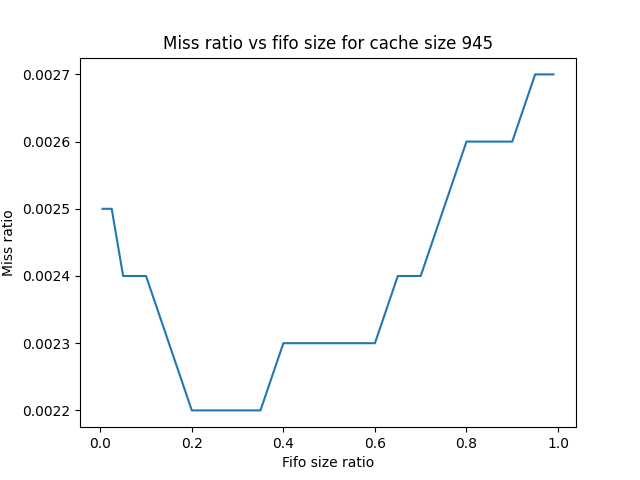 Miss ratio vs fifo size for cache size 945
0.0027
0.0026
0.0025
0.0024
0.0023
0.0022
Miss ratio
0.0 0.2 0.4 0.6 0.8 1.0
Fifo size ratio